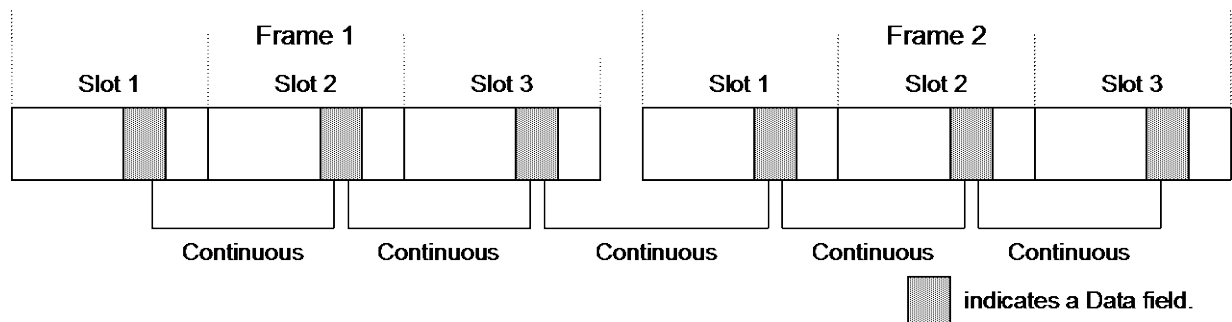 Frame 1 Frame 2
Slot 1 Slot 2 Slot 3 Slot 1 Slot 2 Slot 3
Continuous Continuous Continuous Continuous Continuous
indicates a Data field.